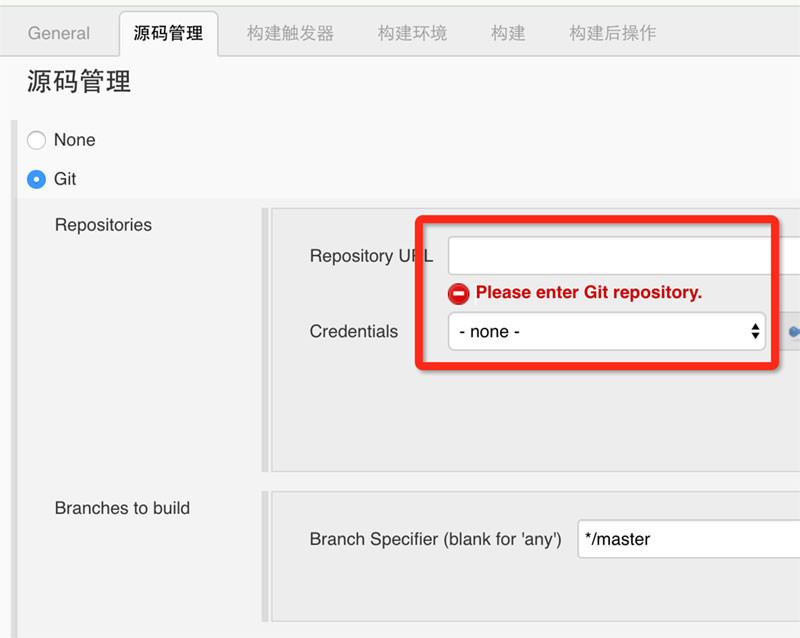 General 源码管理 构建触发器 构建环境 构建 构建后操作
源码管理
None
Git
Repositories
Repository URL
Please enter Git repository.
Credentials - none -
Branches to build
Branch Specifier (blank for 'any') */master